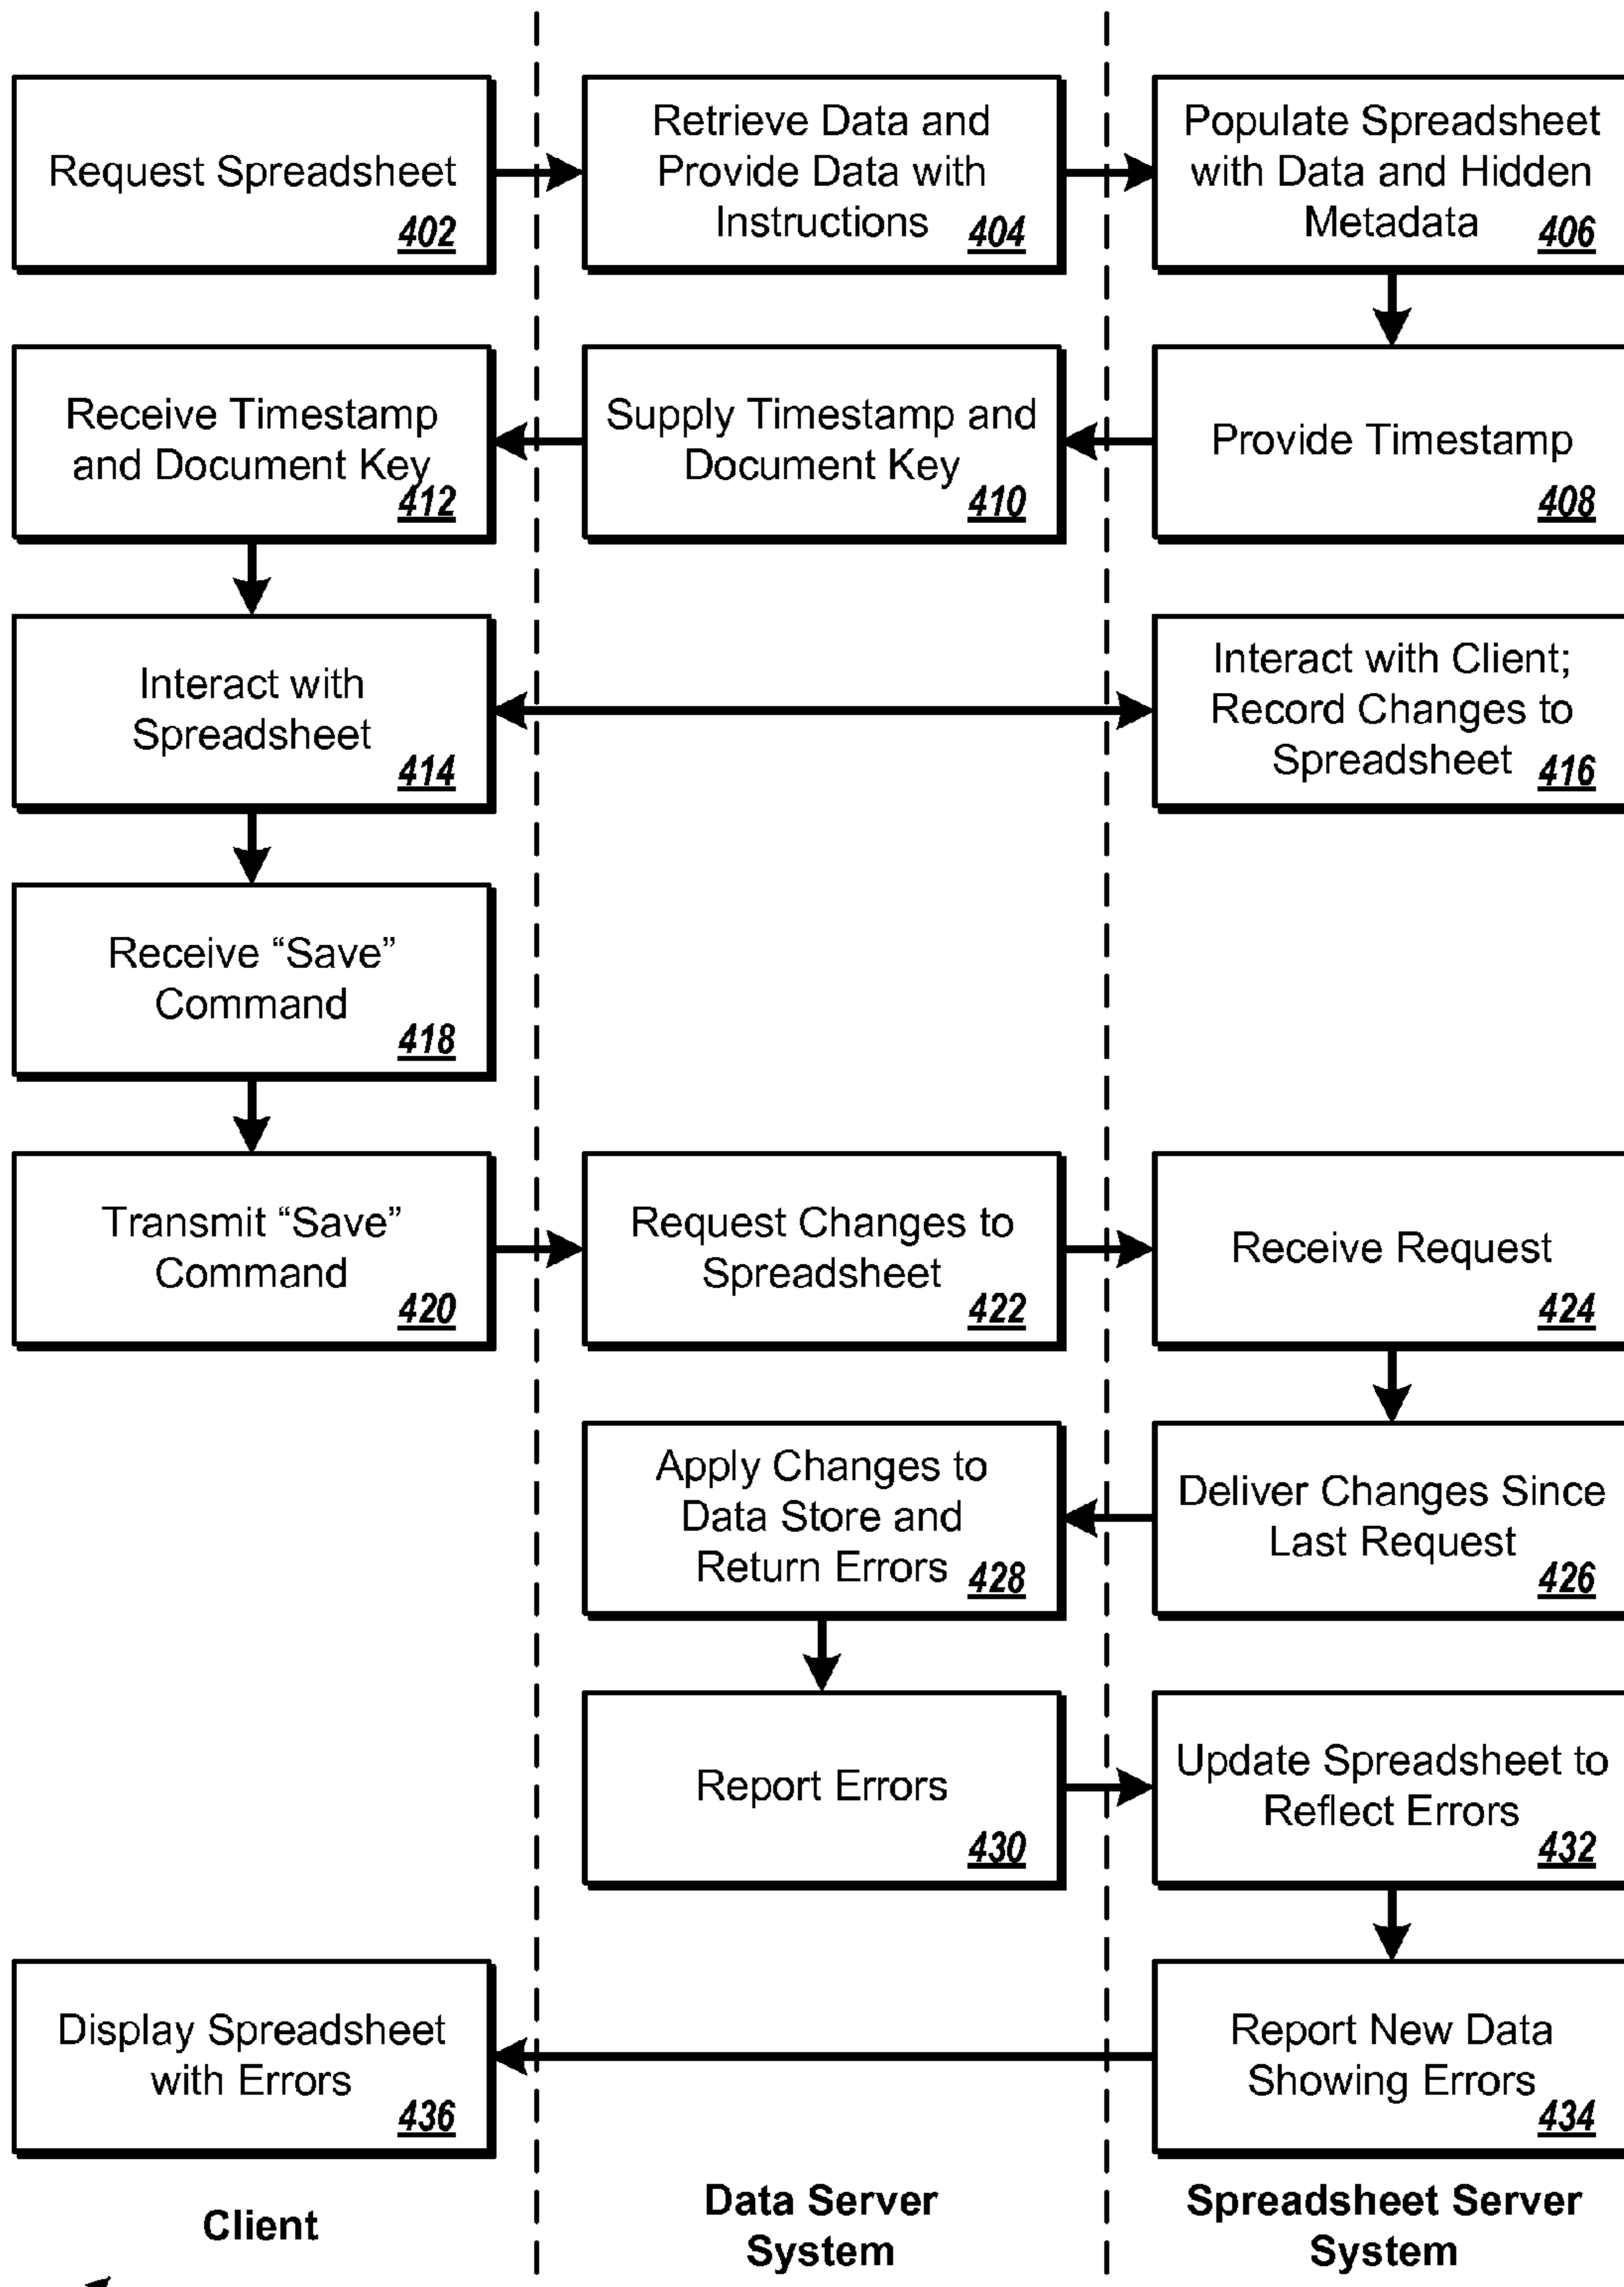 Request Spreadsheet
402
Retrieve Data and
Provide Data with
Instructions 404
Populate Spreadsheet
with Data and Hidden
Metadata 406
Receive Timestamp
and Document Key
412
Supply Timestamp and
Document Key
410
Provide Timestamp
408
Interact with
Spreadsheet
414
Interact with Client;
Record Changes to
Spreadsheet 416
Receive “Save”
Command
418
Transmit “Save”
Command
420
Request Changes to
Spreadsheet
422
Receive Request
424
Apply Changes to
Data Store and
Return Errors 428
Deliver Changes Since
Last Request
426
Report Errors
430
Update Spreadsheet to
Reflect Errors
432
Display Spreadsheet
with Errors
436
Report New Data
Showing Errors
434
Client
Data Server
System
Spreadsheet Server
System